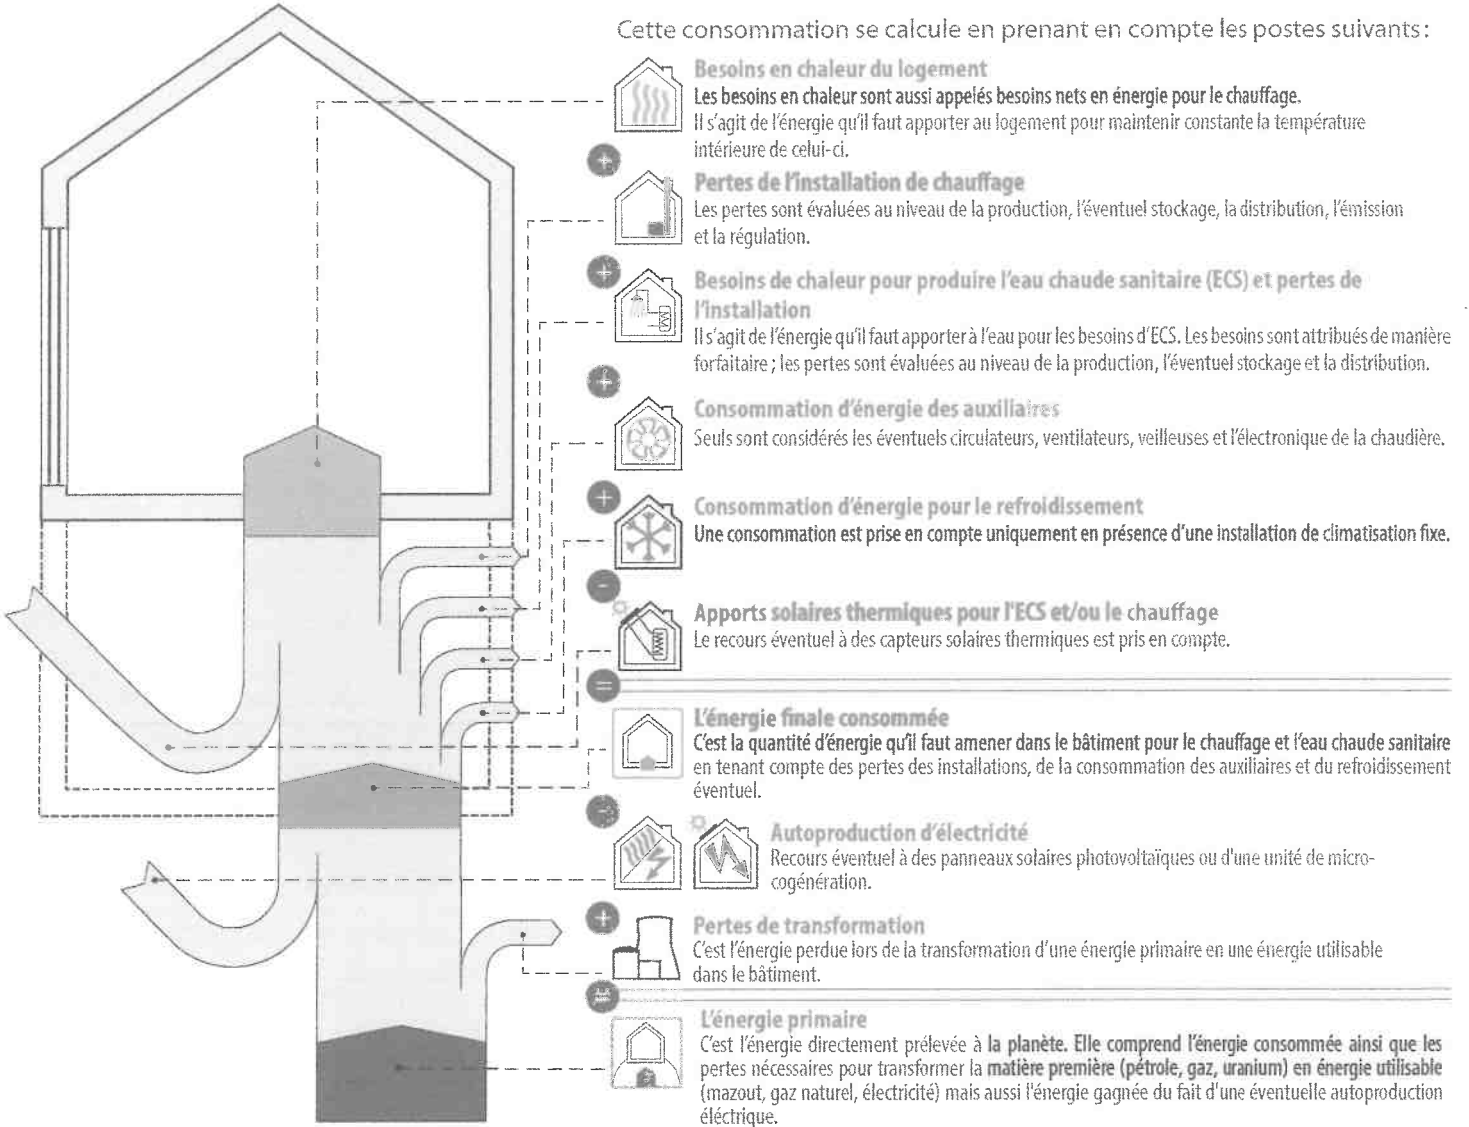 Cette consommation se calcule en prenant en compte les postes suivants :
Besoins en chaleur du logement
Les besoins en chaleur sont aussi appelés besoins nets en énergie pour le chauffage.
Il s'agit de l'énergie qu'il faut apporter au logement pour maintenir constante la température
intérieure de celui-ci.
Pertes de l'installation de chauffage
Les pertes sont évaluées au niveau de la production, l'éventuel stockage, la distribution, l'émission
et la régulation.
Besoins de chaleur pour produire l'eau chaude sanitaire (ECS) et pertes de
l'installation
Il s'agit de l'énergie qu'il faut apporter à l'eau pour les besoins d'ECS. Les besoins sont attribués de manière
forfaitaire ; les pertes sont évaluées au niveau de la production, l'éventuel stockage et la distribution.
Consommation d'énergie des auxiliaires
Seuls sont considérés les éventuels circulateurs, ventilateurs, veilleuses et l'électronique de la chaudière.
Consommation d'énergie pour le refroidissement
Une consommation est prise en compte uniquement en présence d'une installation de climatisation fixe.
Apports solaires thermiques pour l'ECS et/ou le chauffage
Le recours éventuel à des capteurs solaires thermiques est pris en compte.
L'énergie finale consommée
C'est la quantité d'énergie qu'il faut amener dans le bâtiment pour le chauffage et l'eau chaude sanitaire
en tenant compte des pertes des installations, de la consommation des auxiliaires et du refroidissement
éventuel.
Autoproduction d'électricité
Recours éventuel à des panneaux solaires photovoltaïques ou d'une unité de micro-
cogénération.
Pertes de transformation
C'est l'énergie perdue lors de la transformation d'une énergie primaire en une énergie utilisable
dans le bâtiment.
L'énergie primaire
C'est l'énergie directement prélevée à la planète. Elle comprend l'énergie consommée ainsi que les
pertes nécessaires pour transformer la matière première (pétrole, gaz, uranium) en énergie utilisable
(mazout, gaz naturel, électricité) mais aussi l'énergie gagnée du fait d'une éventuelle autoproduction
éléctrique.